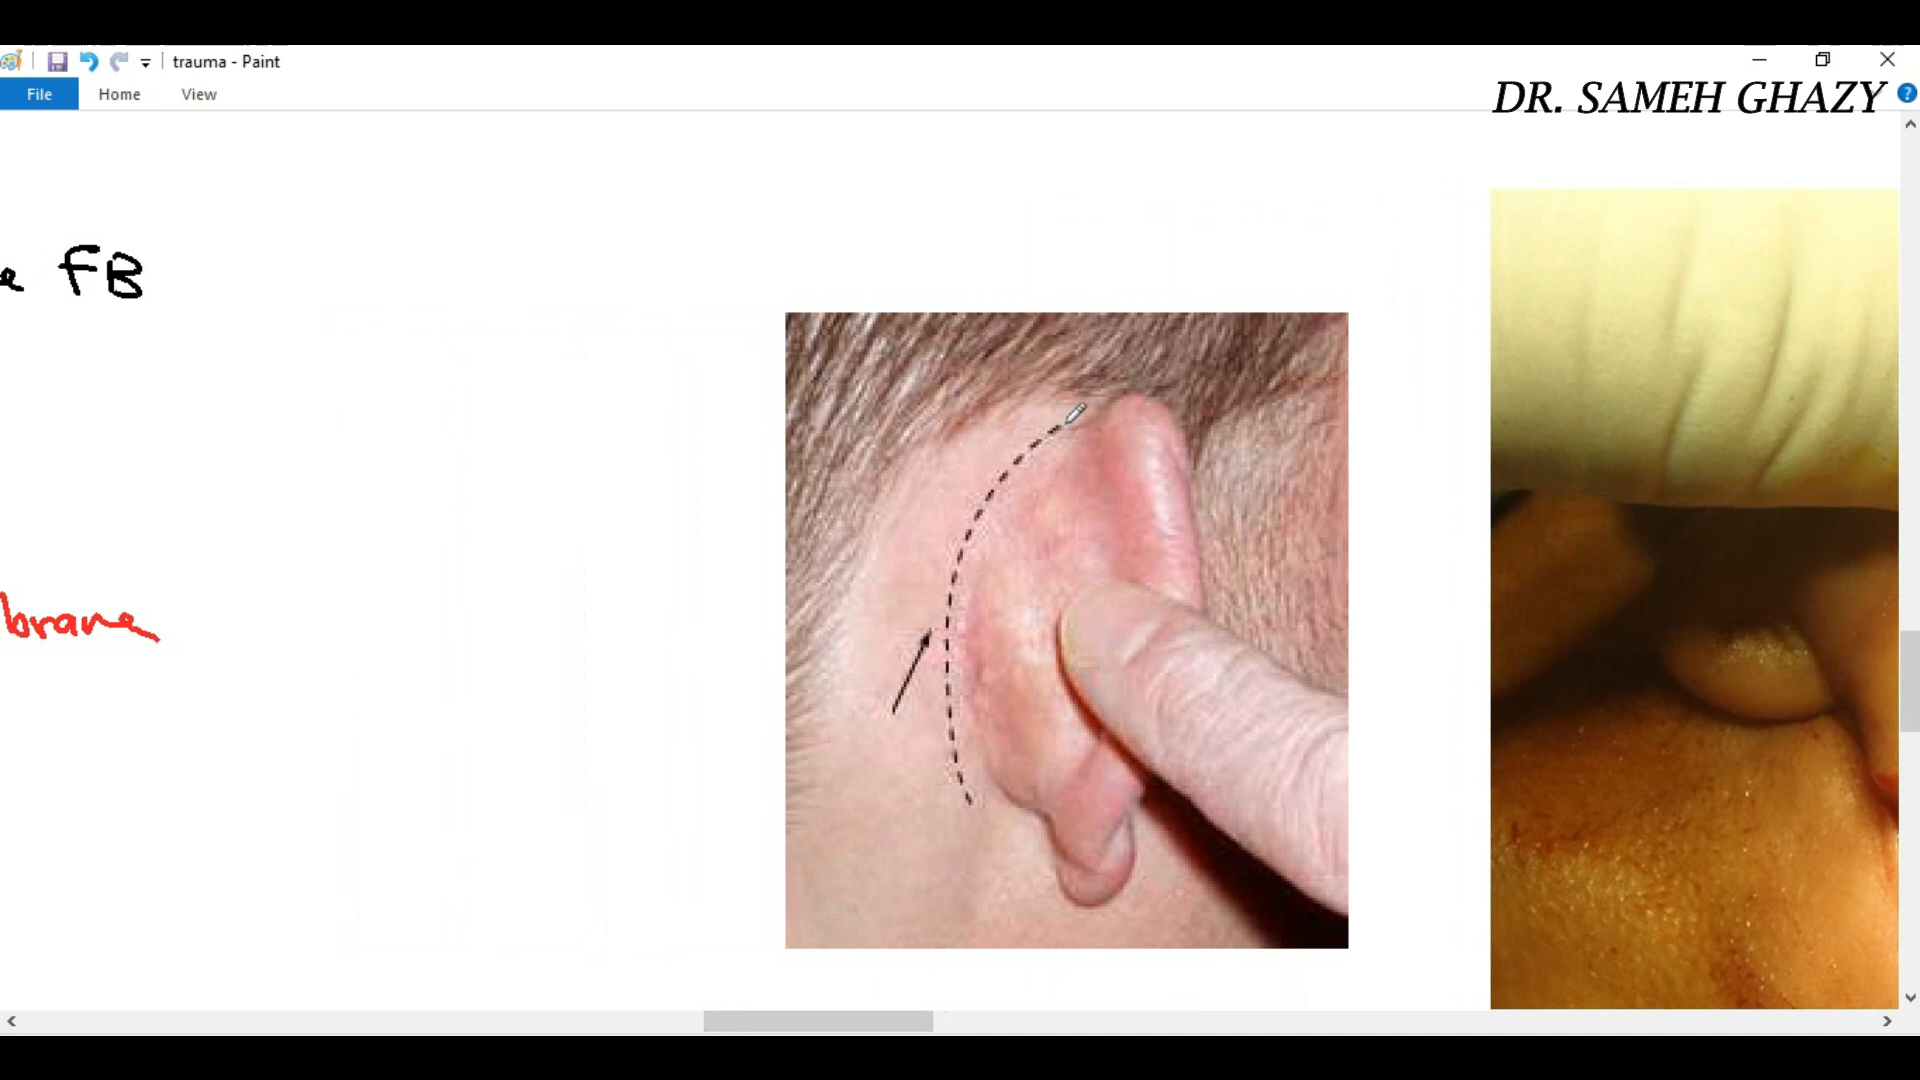 trauma - Paint
File Home View
DR. SAMEH GHAZY
FB
brane